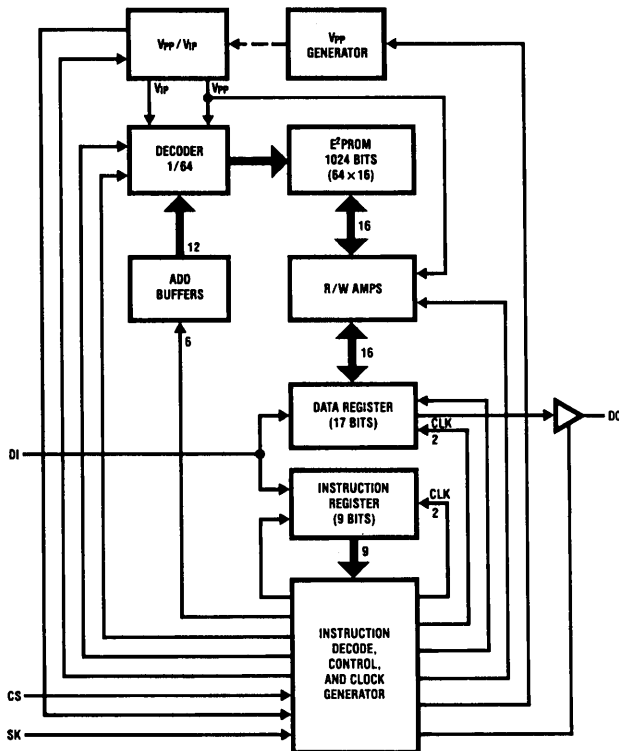 VPP/VIP
VPP
GENERATOR
VIP
VPP
DECODER
1/64
E²PROM
1024 BITS
(64 × 16)
12
16
ADD
BUFFERS
R/W AMPS
6
16
DATA REGISTER
(17 BITS)
CLK
2
DO
DI
INSTRUCTION
REGISTER
(9 BITS)
CLK
2
9
INSTRUCTION
DECODE,
CONTROL,
AND CLOCK
GENERATOR
CS
SK